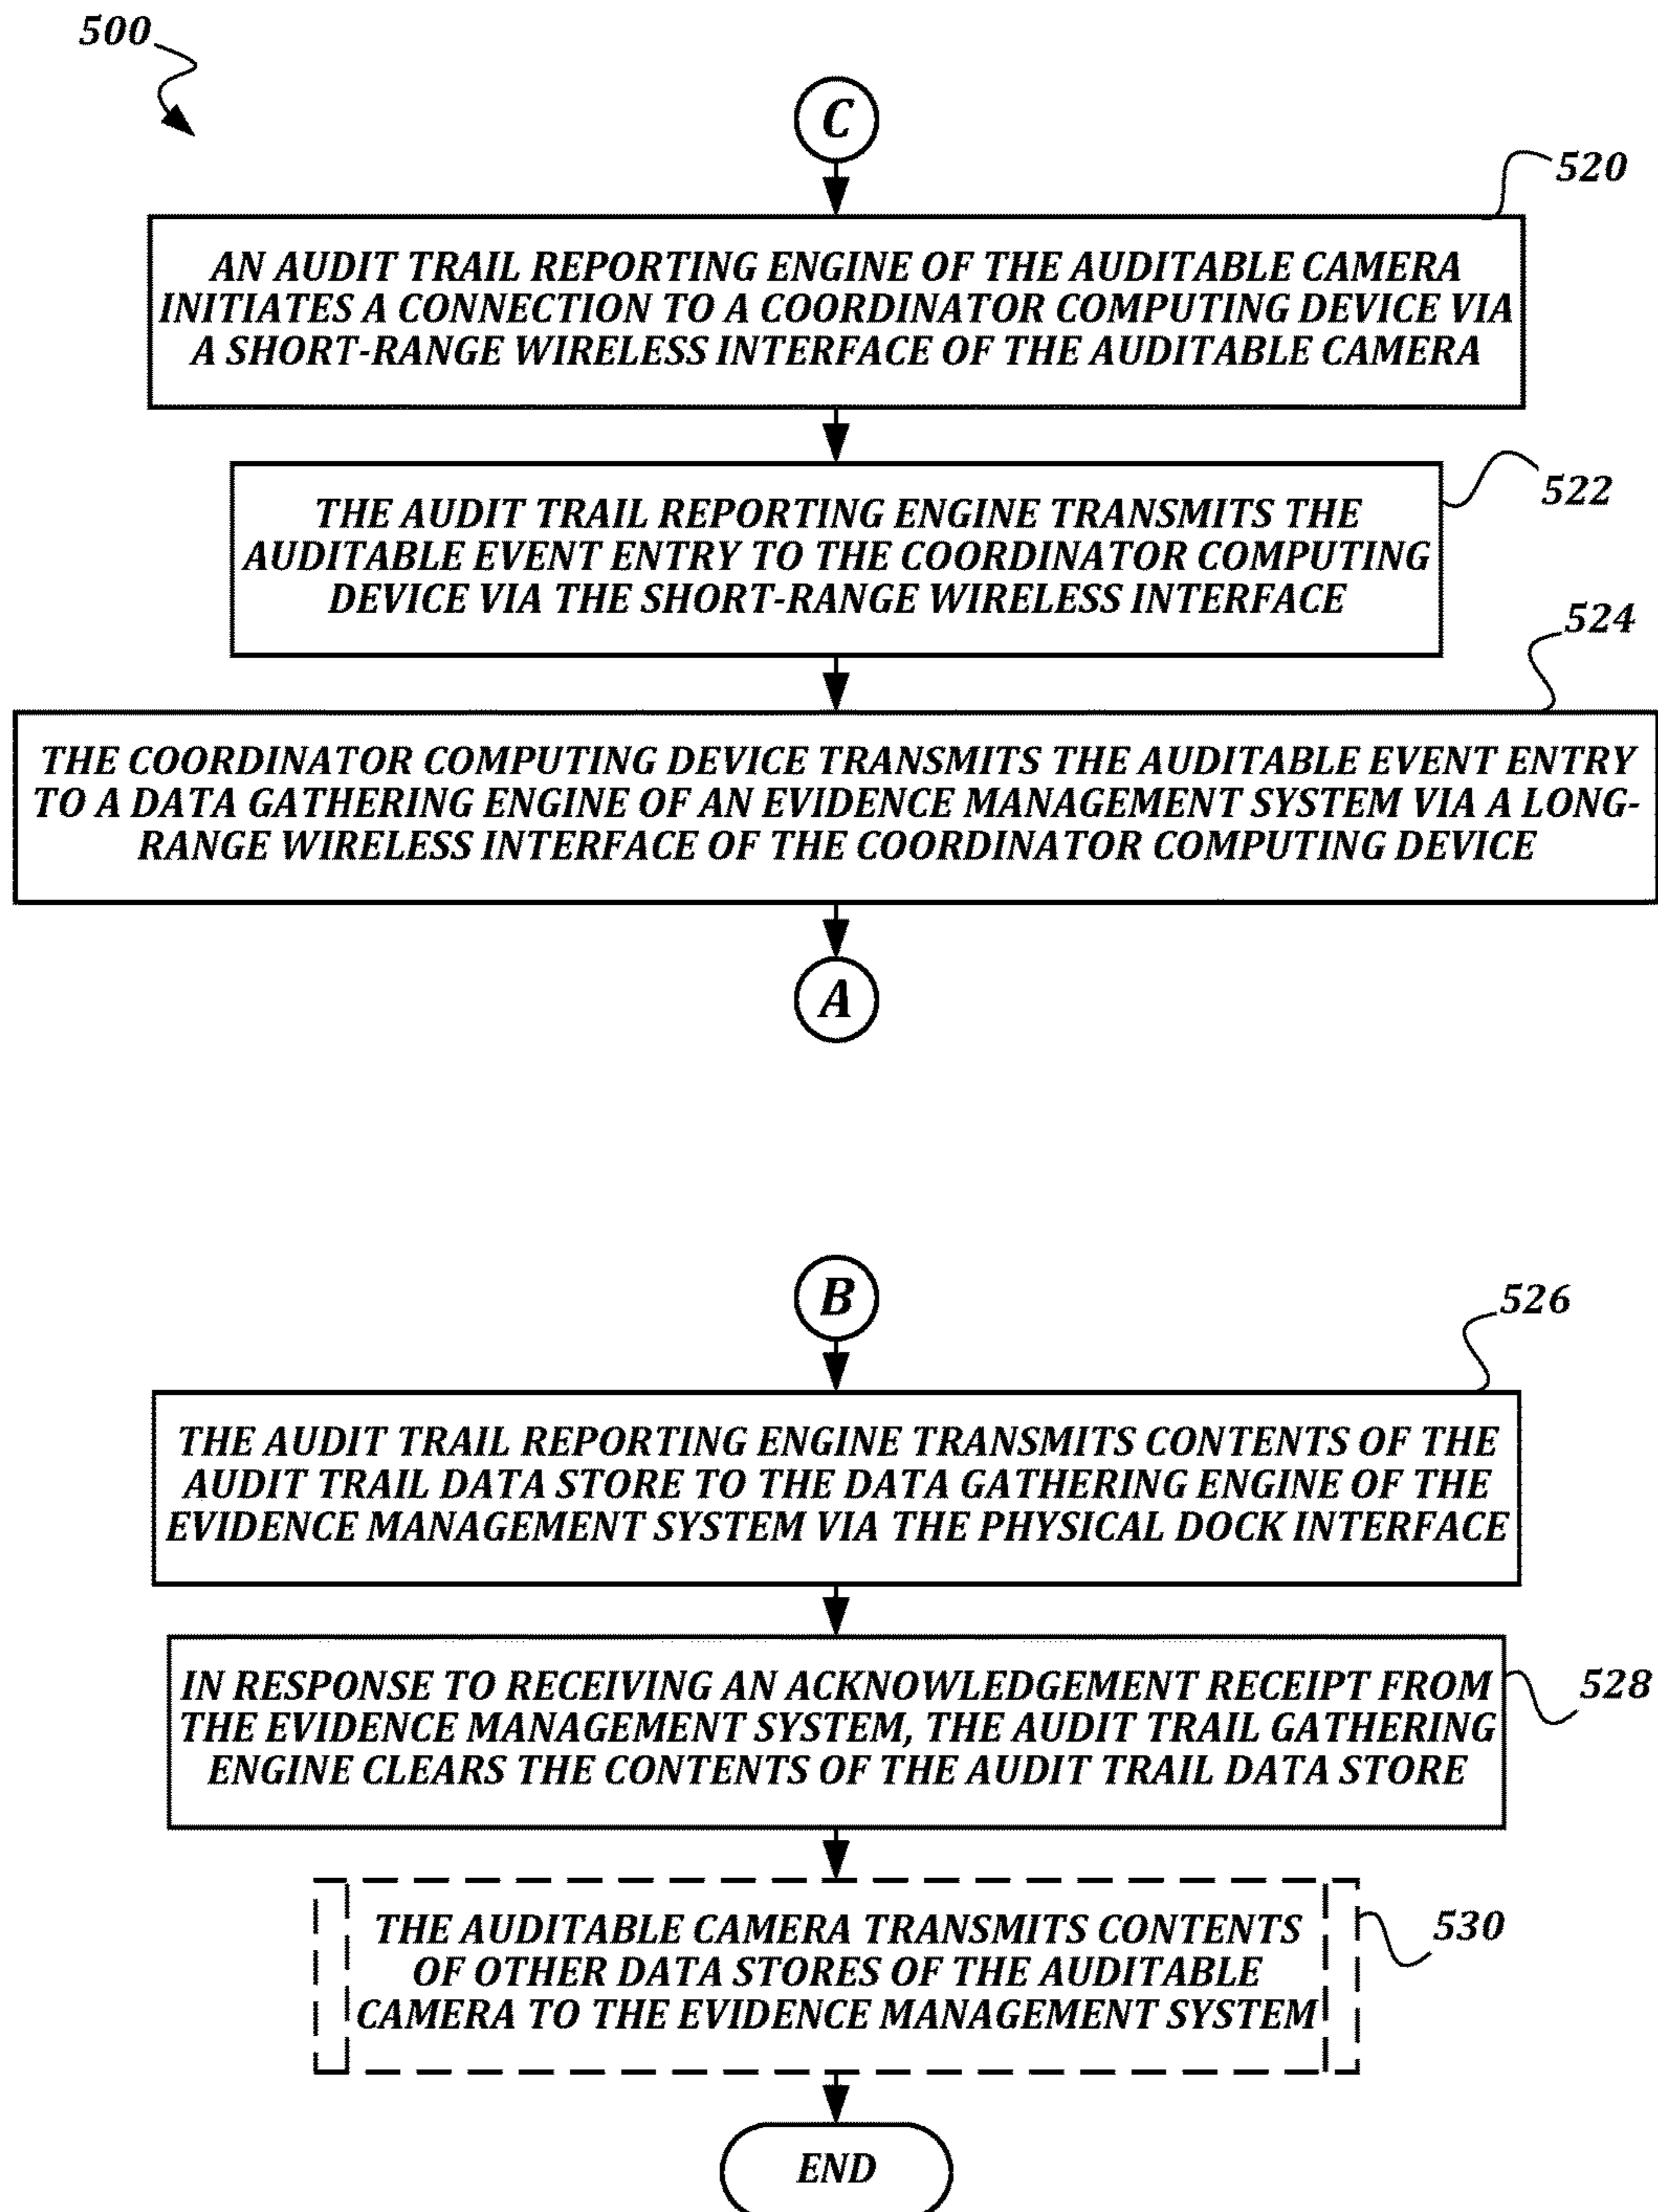 500
C
520
AN AUDIT TRAIL REPORTING ENGINE OF THE AUDITABLE CAMERA
INITIATES A CONNECTION TO A COORDINATOR COMPUTING DEVICE VIA
A SHORT-RANGE WIRELESS INTERFACE OF THE AUDITABLE CAMERA
522
THE AUDIT TRAIL REPORTING ENGINE TRANSMITS THE
AUDITABLE EVENT ENTRY TO THE COORDINATOR COMPUTING
DEVICE VIA THE SHORT-RANGE WIRELESS INTERFACE
524
THE COORDINATOR COMPUTING DEVICE TRANSMITS THE AUDITABLE EVENT ENTRY
TO A DATA GATHERING ENGINE OF AN EVIDENCE MANAGEMENT SYSTEM VIA A LONG-
RANGE WIRELESS INTERFACE OF THE COORDINATOR COMPUTING DEVICE
A
B
526
THE AUDIT TRAIL REPORTING ENGINE TRANSMITS CONTENTS OF THE
AUDIT TRAIL DATA STORE TO THE DATA GATHERING ENGINE OF THE
EVIDENCE MANAGEMENT SYSTEM VIA THE PHYSICAL DOCK INTERFACE
528
IN RESPONSE TO RECEIVING AN ACKNOWLEDGEMENT RECEIPT FROM
THE EVIDENCE MANAGEMENT SYSTEM, THE AUDIT TRAIL GATHERING
ENGINE CLEARS THE CONTENTS OF THE AUDIT TRAIL DATA STORE
530
THE AUDITABLE CAMERA TRANSMITS CONTENTS
OF OTHER DATA STORES OF THE AUDITABLE
CAMERA TO THE EVIDENCE MANAGEMENT SYSTEM
END